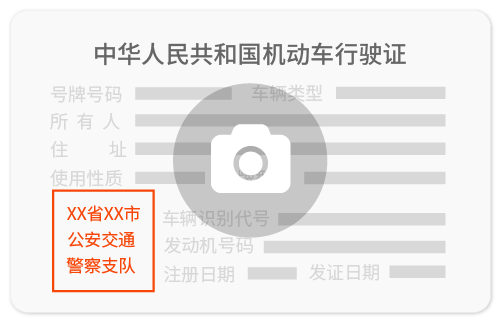 中华人民共和国机动车行驶证
号牌号码 车辆类型
所有人
住 址
使用性质
XX省XX市
公安交通
警察支队
车辆识别代号
发动机号码
注册日期 发证日期